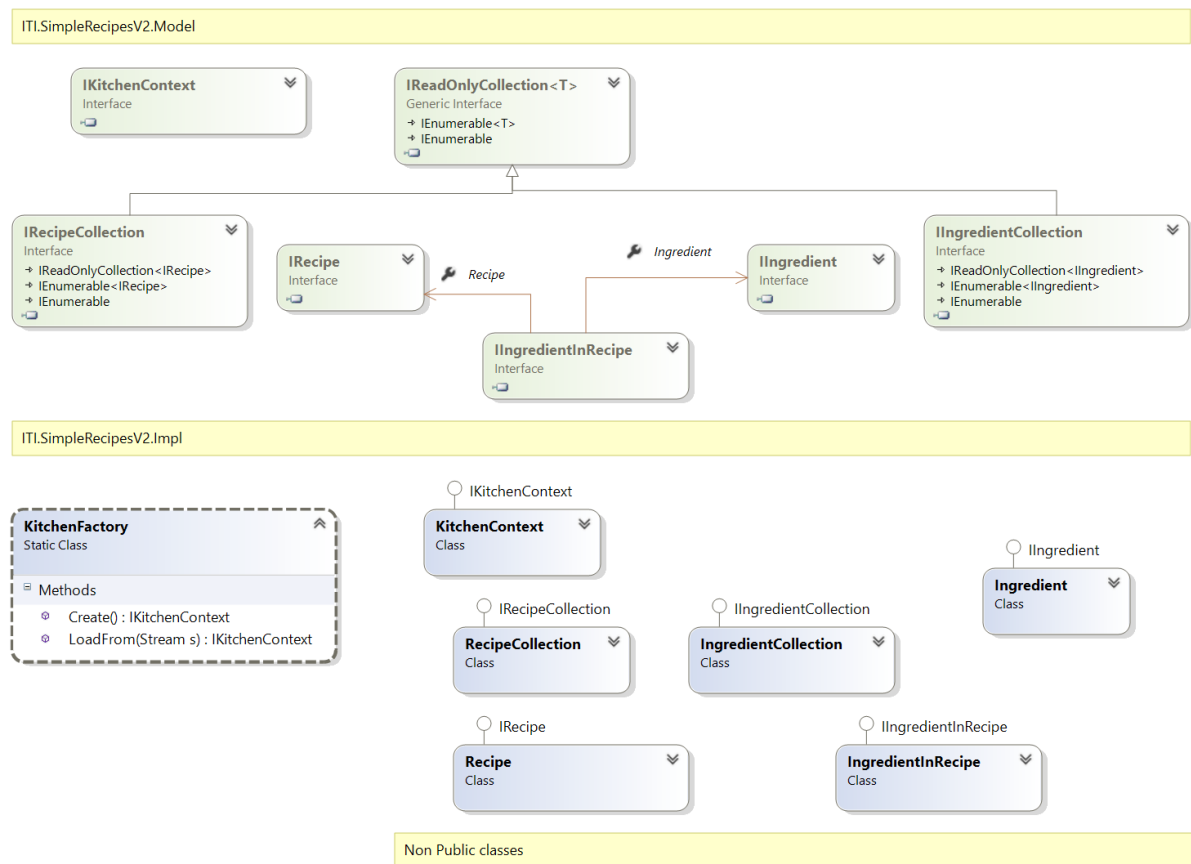 ITI.SimpleRecipesV2.Model
IKitchenContext
Interface
IReadOnlyCollection<T>
Generic Interface
IEnumerable<T>
IEnumerable
IRecipeCollection
Interface
IReadOnlyCollection<IRecipe>
IEnumerable<IRecipe>
IEnumerable
IRecipe
Interface
Recipe
Ingredient
IIngredient
Interface
IIngredientCollection
Interface
IReadOnlyCollection<IIngredient>
IEnumerable<IIngredient>
IEnumerable
IIngredientInRecipe
Interface
ITI.SimpleRecipesV2.Impl
KitchenFactory
Static Class
Methods
Create() : IKitchenContext
LoadFrom(Stream s) : IKitchenContext
IKitchenContext
KitchenContext
Class
IIngredient
Ingredient
Class
IRecipeCollection
RecipeCollection
Class
IIngredientCollection
IngredientCollection
Class
IRecipe
Recipe
Class
IIngredientInRecipe
IngredientInRecipe
Class
Non Public classes